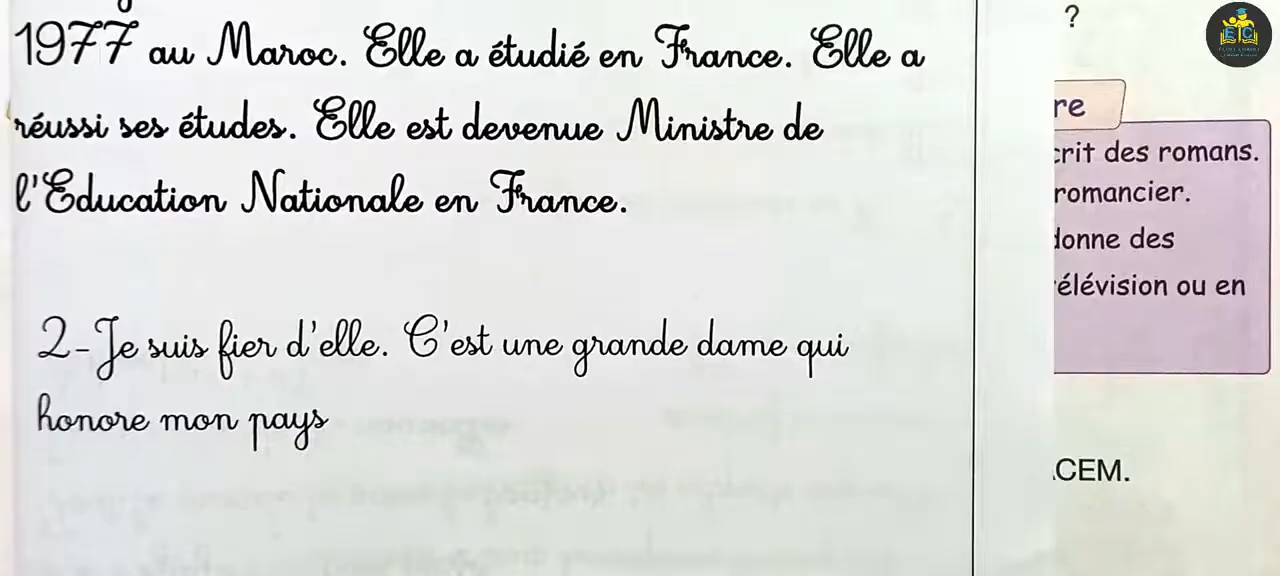 1977 au Maroc. Elle a étudié en France. Elle a
réussi ses études. Elle est devenue Ministre de
l'Education Nationale en France.
2-Je suis fier d'elle. C'est une grande dame qui
honore mon pays
?
re
crit des romans.
romancier.
donne des
élévision ou en
CEM.
EC